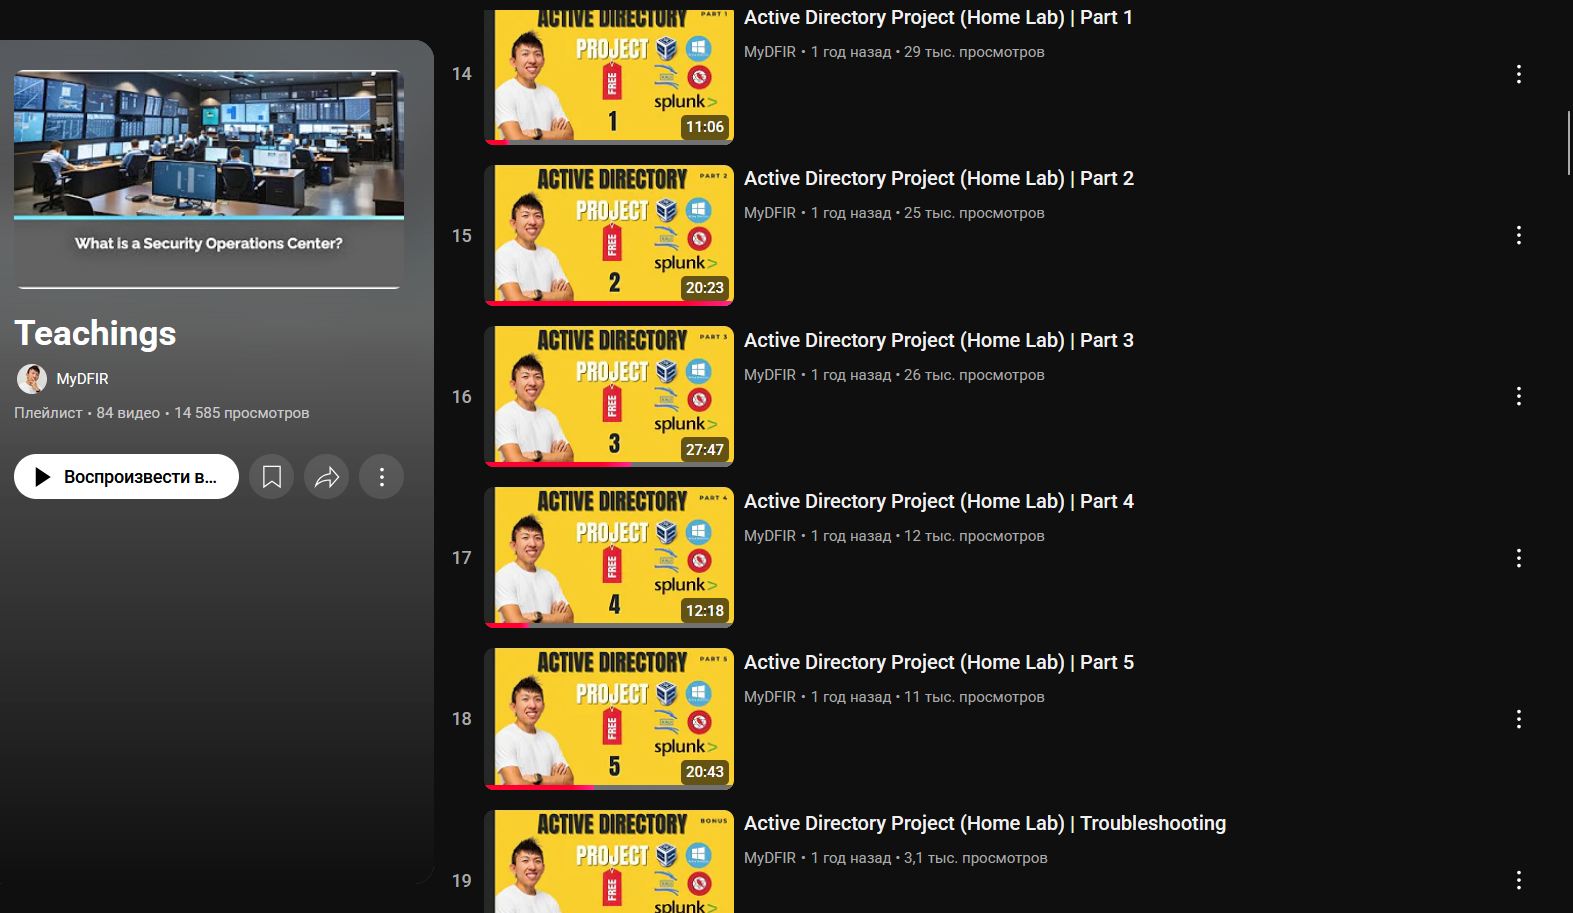 What is a Security Operations Center?
Teachings
MyDFIR
Плейлист • 84 видео • 14 585 просмотров
Воспроизвести в…
14
ACTIVE DIRECTORY
PART 1
PROJECT
FREE
splunk>
1
11:06
Active Directory Project (Home Lab) | Part 1
MyDFIR • 1 год назад • 29 тыс. просмотров
15
ACTIVE DIRECTORY
PART 2
PROJECT
FREE
splunk>
2
20:23
Active Directory Project (Home Lab) | Part 2
MyDFIR • 1 год назад • 25 тыс. просмотров
16
ACTIVE DIRECTORY
PART 3
PROJECT
FREE
splunk>
3
27:47
Active Directory Project (Home Lab) | Part 3
MyDFIR • 1 год назад • 26 тыс. просмотров
17
ACTIVE DIRECTORY
PART 4
PROJECT
FREE
splunk>
4
12:18
Active Directory Project (Home Lab) | Part 4
MyDFIR • 1 год назад • 12 тыс. просмотров
18
ACTIVE DIRECTORY
PART 5
PROJECT
FREE
splunk>
5
20:43
Active Directory Project (Home Lab) | Part 5
MyDFIR • 1 год назад • 11 тыс. просмотров
19
ACTIVE DIRECTORY
BONUS
PROJECT
FREE
splunk>
Active Directory Project (Home Lab) | Troubleshooting
MyDFIR • 1 год назад • 3,1 тыс. просмотров